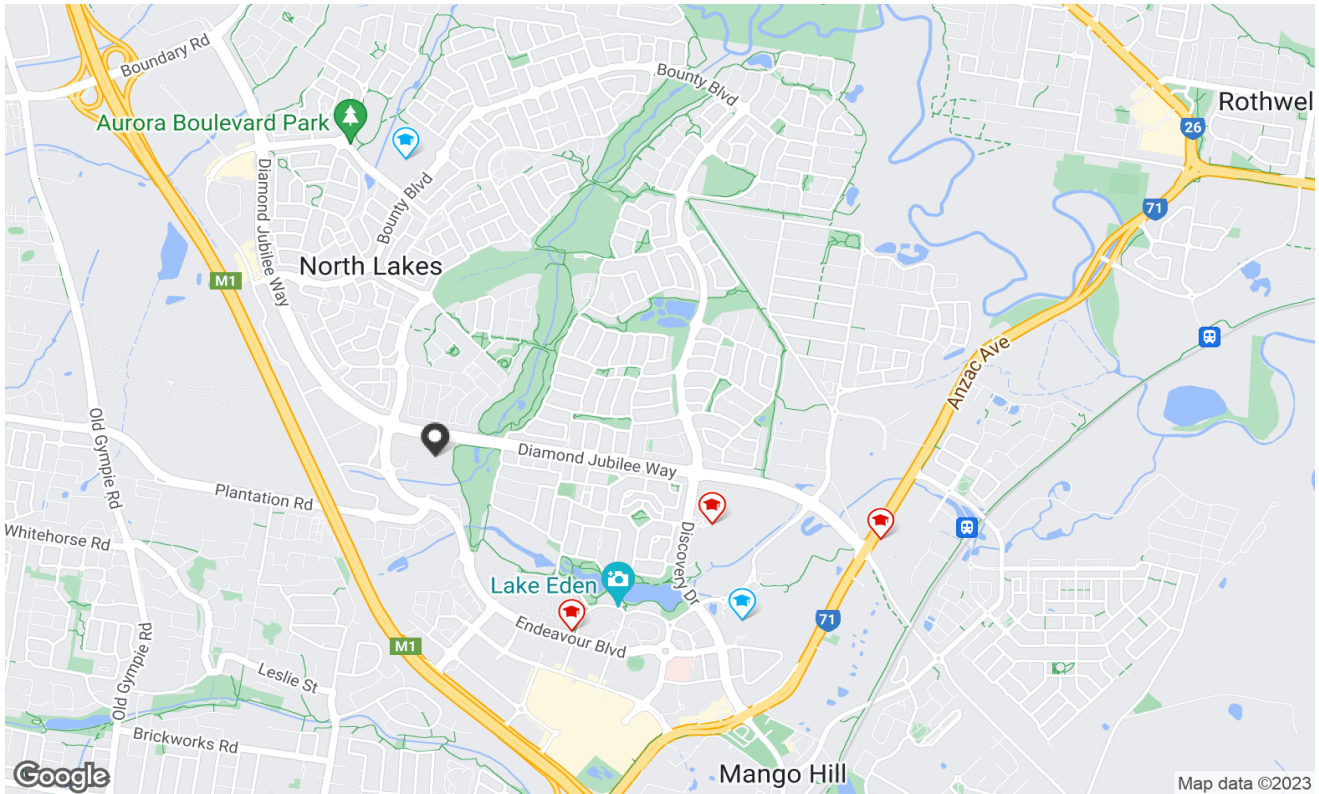 Boundary Rd
Bounty Blvd
Rothwel
Aurora Boulevard Park
26
Diamond Jubilee Way
Bounty Blvd
71
North Lakes
M1
Anzac Ave
Old Gympie Rd
Diamond Jubilee Way
Plantation Rd
Whitehorse Rd
Discovery Dr
Lake Eden
Endeavour Blvd
71
M1
Old Gympie Rd
Leslie St
Brickworks Rd
Mango Hill
Google
Map data ©2023